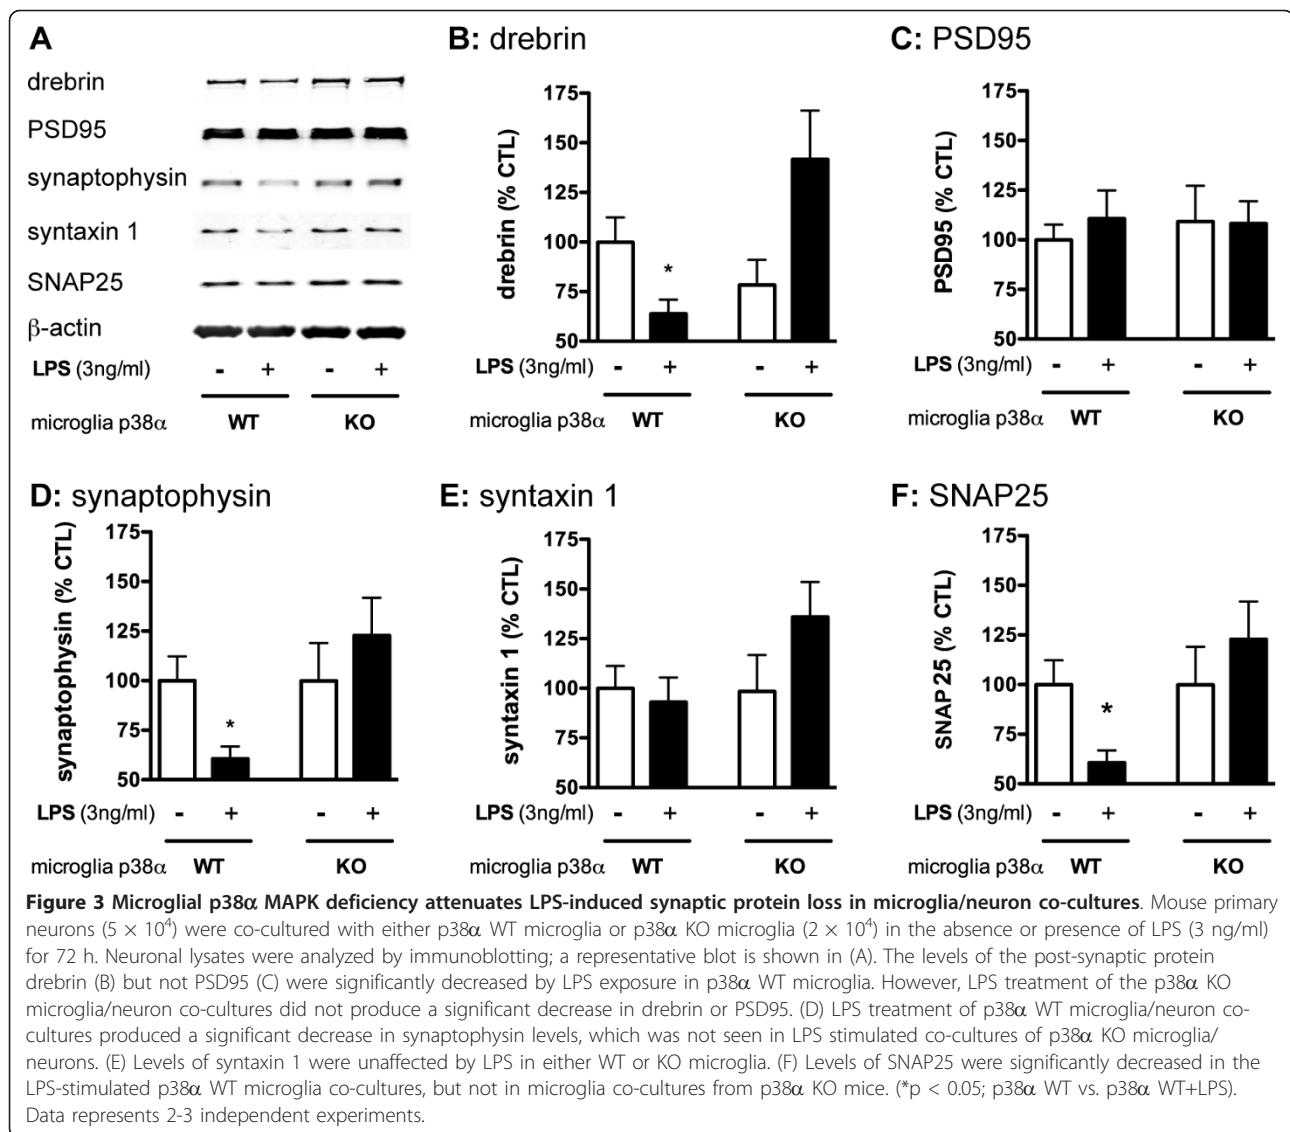 A
drebrin
PSD95
synaptophysin
syntaxin 1
SNAP25
β-actin
LPS (3ng/ml) - + - +
microglia p38α WT KO
B: drebrin
drebrin (% CTL)
175
150
125
100
75
50
*
LPS (3ng/ml) - + - +
microglia p38α WT KO
C: PSD95
PSD95 (% CTL)
175
150
125
100
75
50
LPS (3ng/ml) - + - +
microglia p38α WT KO
D: synaptophysin
synaptophysin (% CTL)
175
150
125
100
75
50
*
LPS (3ng/ml) - + - +
microglia p38α WT KO
E: syntaxin 1
syntaxin 1 (% CTL)
175
150
125
100
75
50
LPS (3ng/ml) - + - +
microglia p38α WT KO
F: SNAP25
SNAP25 (% CTL)
175
150
125
100
75
50
*
LPS (3ng/ml) - + - +
microglia p38α WT KO
Figure 3 Microglial p38α MAPK deficiency attenuates LPS-induced synaptic protein loss in microglia/neuron co-cultures. Mouse primary
neurons (5 × 10⁴) were co-cultured with either p38α WT microglia or p38α KO microglia (2 × 10⁴) in the absence or presence of LPS (3 ng/ml)
for 72 h. Neuronal lysates were analyzed by immunoblotting; a representative blot is shown in (A). The levels of the post-synaptic protein
drebrin (B) but not PSD95 (C) were significantly decreased by LPS exposure in p38α WT microglia. However, LPS treatment of the p38α KO
microglia/neuron co-cultures did not produce a significant decrease in drebrin or PSD95. (D) LPS treatment of p38α WT microglia/neuron co-
cultures produced a significant decrease in synaptophysin levels, which was not seen in LPS stimulated co-cultures of p38α KO microglia/
neurons. (E) Levels of syntaxin 1 were unaffected by LPS in either WT or KO microglia. (F) Levels of SNAP25 were significantly decreased in the
LPS-stimulated p38α WT microglia co-cultures, but not in microglia co-cultures from p38α KO mice. (*p < 0.05; p38α WT vs. p38α WT+LPS).
Data represents 2-3 independent experiments.